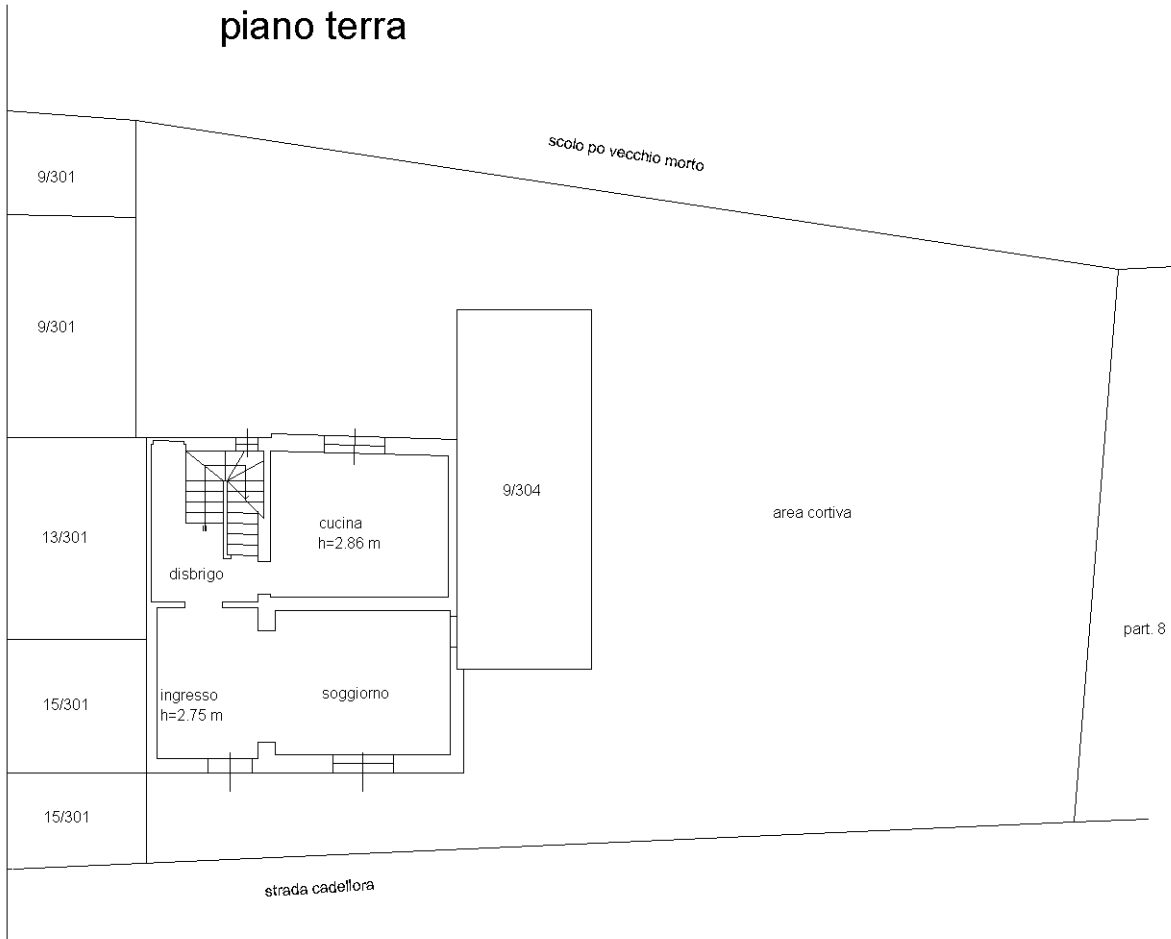 piano terra
scolo po vecchio morto
9/301
9/301
9/304
area cortiva
cucina
h=2.86 m
13/301
disbrigo
part. 8
ingresso
h=2.75 m
soggiorno
15/301
15/301
strada cadellora